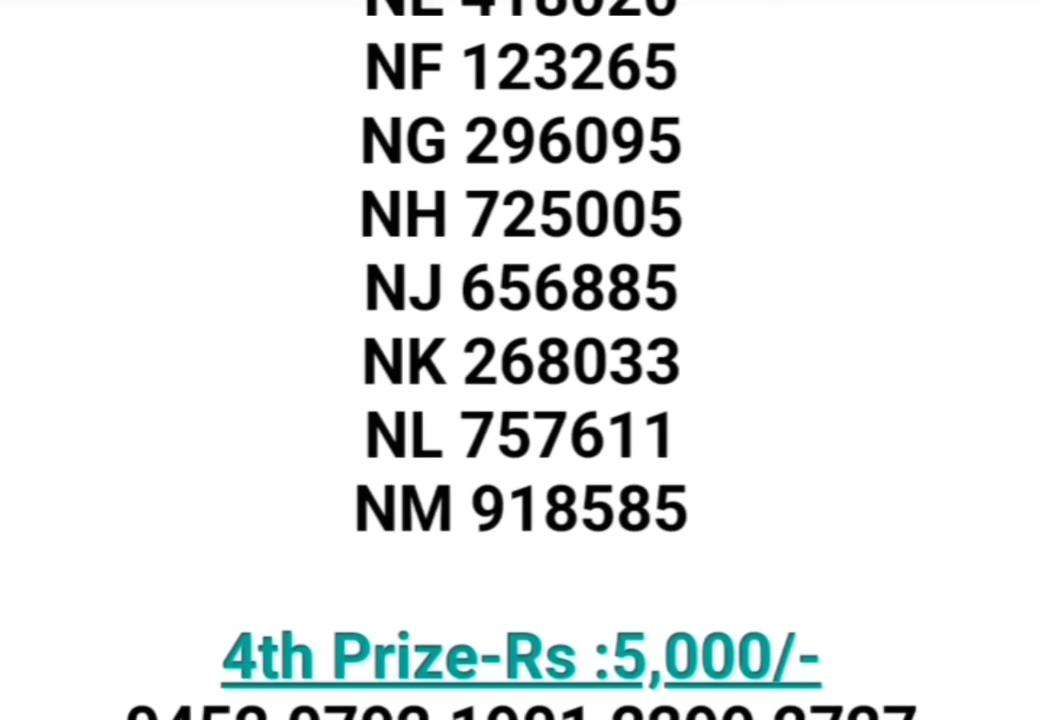 NF 123265
NG 296095
NH 725005
NJ 656885
NK 268033
NL 757611
NM 918585
4th Prize-Rs :5,000/-